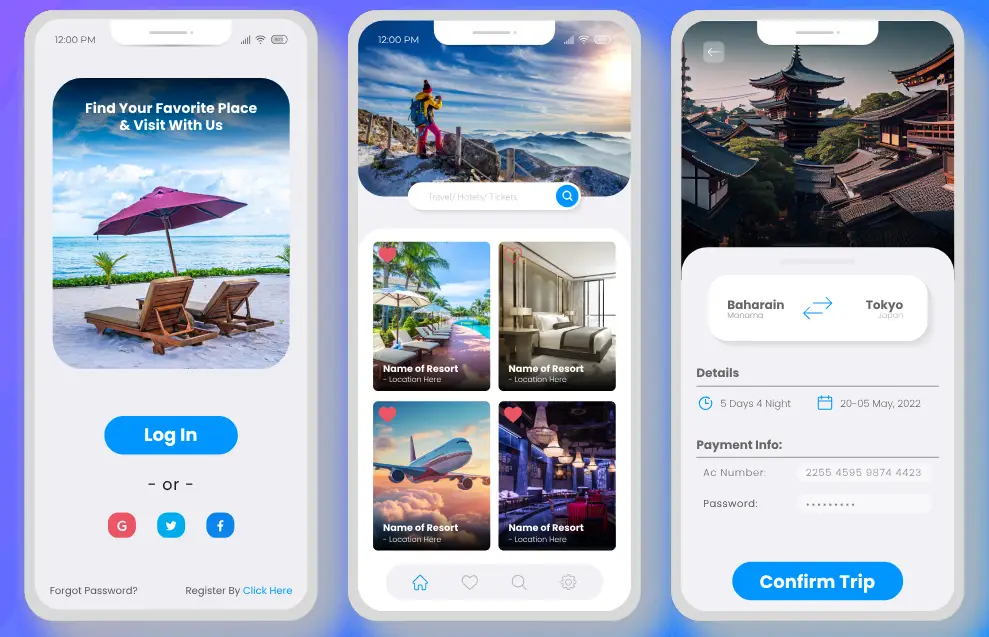 12:00 PM
Find Your Favorite Place
& Visit With Us
Log In
- or -
G
f
Forgot Password?
Register By Click Here
12:00 PM
Travel/ Hotels/ Tickets
Name of Resort
- Location Here
Name of Resort
- Location Here
Name of Resort
- Location Here
Name of Resort
- Location Here
Baharain
Manama
Tokyo
Japan
Details
5 Days 4 Night
20-05 May, 2022
Payment Info:
Ac Number:
2255 4595 9874 4423
Password:
•••••••••
Confirm Trip